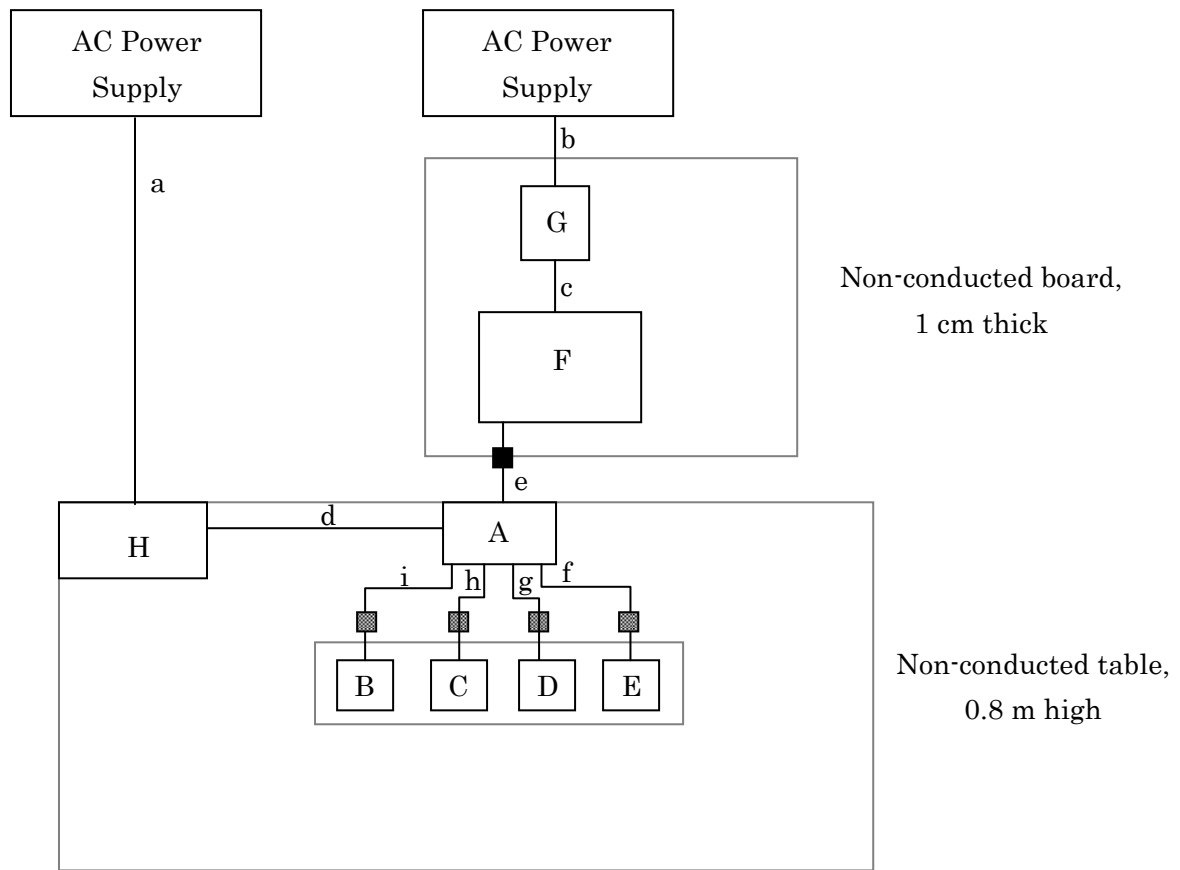 AC Power
Supply
AC Power
Supply
b
a
G
c
Non-conducted board,
1 cm thick
F
e
d
A
H
i
h
g
f
B
C
D
E
Non-conducted table,
0.8 m high